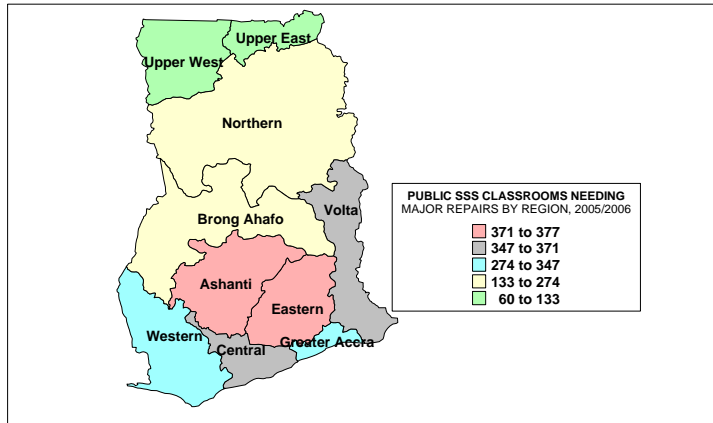 Upper East
Upper West
Northern
Volta
Brong Ahafo
Ashanti
Eastern
Western
Central
Greater Accra
PUBLIC SSS CLASSROOMS NEEDING
MAJOR REPAIRS BY REGION, 2005/2006
371 to 377
347 to 371
274 to 347
133 to 274
60 to 133